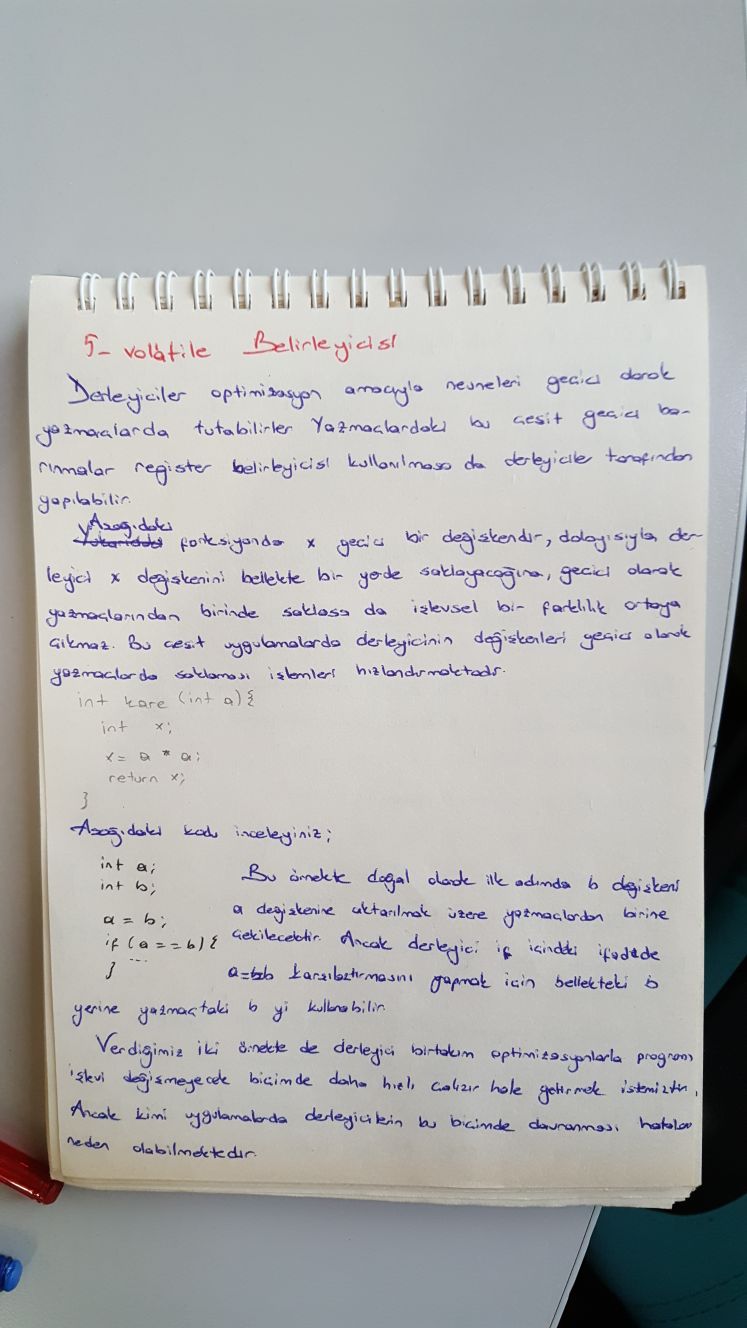 5- volatile Belirleyicisi
Derleyiciler optimizasyon amacıyla nesneleri geçici olarak
yazmaçlarda tutabilirler Yazmaçlardaki bu çeşit geçici ba-
rınmalar register belirleyicisi kullanılmasa da derleyiciler tarafından
yapılabilir.
Aşağıdaki
Yukarıdaki fonksiyonda x geçici bir değişkendir, dolayısıyla der-
leyici x değişkenini bellekte bir yerde saklayacağına, geçici olarak
yazmaçlarından birinde saklasa da işlevsel bir farklılık ortaya
çıkmaz. Bu çeşit uygulamalarda derleyicinin değişkenleri geçici olarak
yazmaçlarda saklaması işlemleri hızlandırmaktadır.
int kare (int a){
int x;
x = a * a;
return x;
}
Aşağıdaki kodu inceleyiniz;
int a;
int b;
a = b;
if (a == b) {
...
}
Bu örnekte doğal olarak ilk adımda b değişkeni
a değişkenine aktarılmak üzere yazmaçlardan birine
çekilecektir. Ancak derleyici if içindeki ifadede
a==b karşılaştırmasını yapmak için bellekteki b
yerine yazmaçtaki b yi kullanabilir.
Verdiğimiz iki örnekte de derleyici birtakım optimizasyonlarla programı
işlevi değişmeyecek biçimde daha hızlı çalışır hale getirmek istemiştir,
Ancak kimi uygulamalarda derleyicilerin bu biçimde davranması hatalara
neden olabilmektedir.